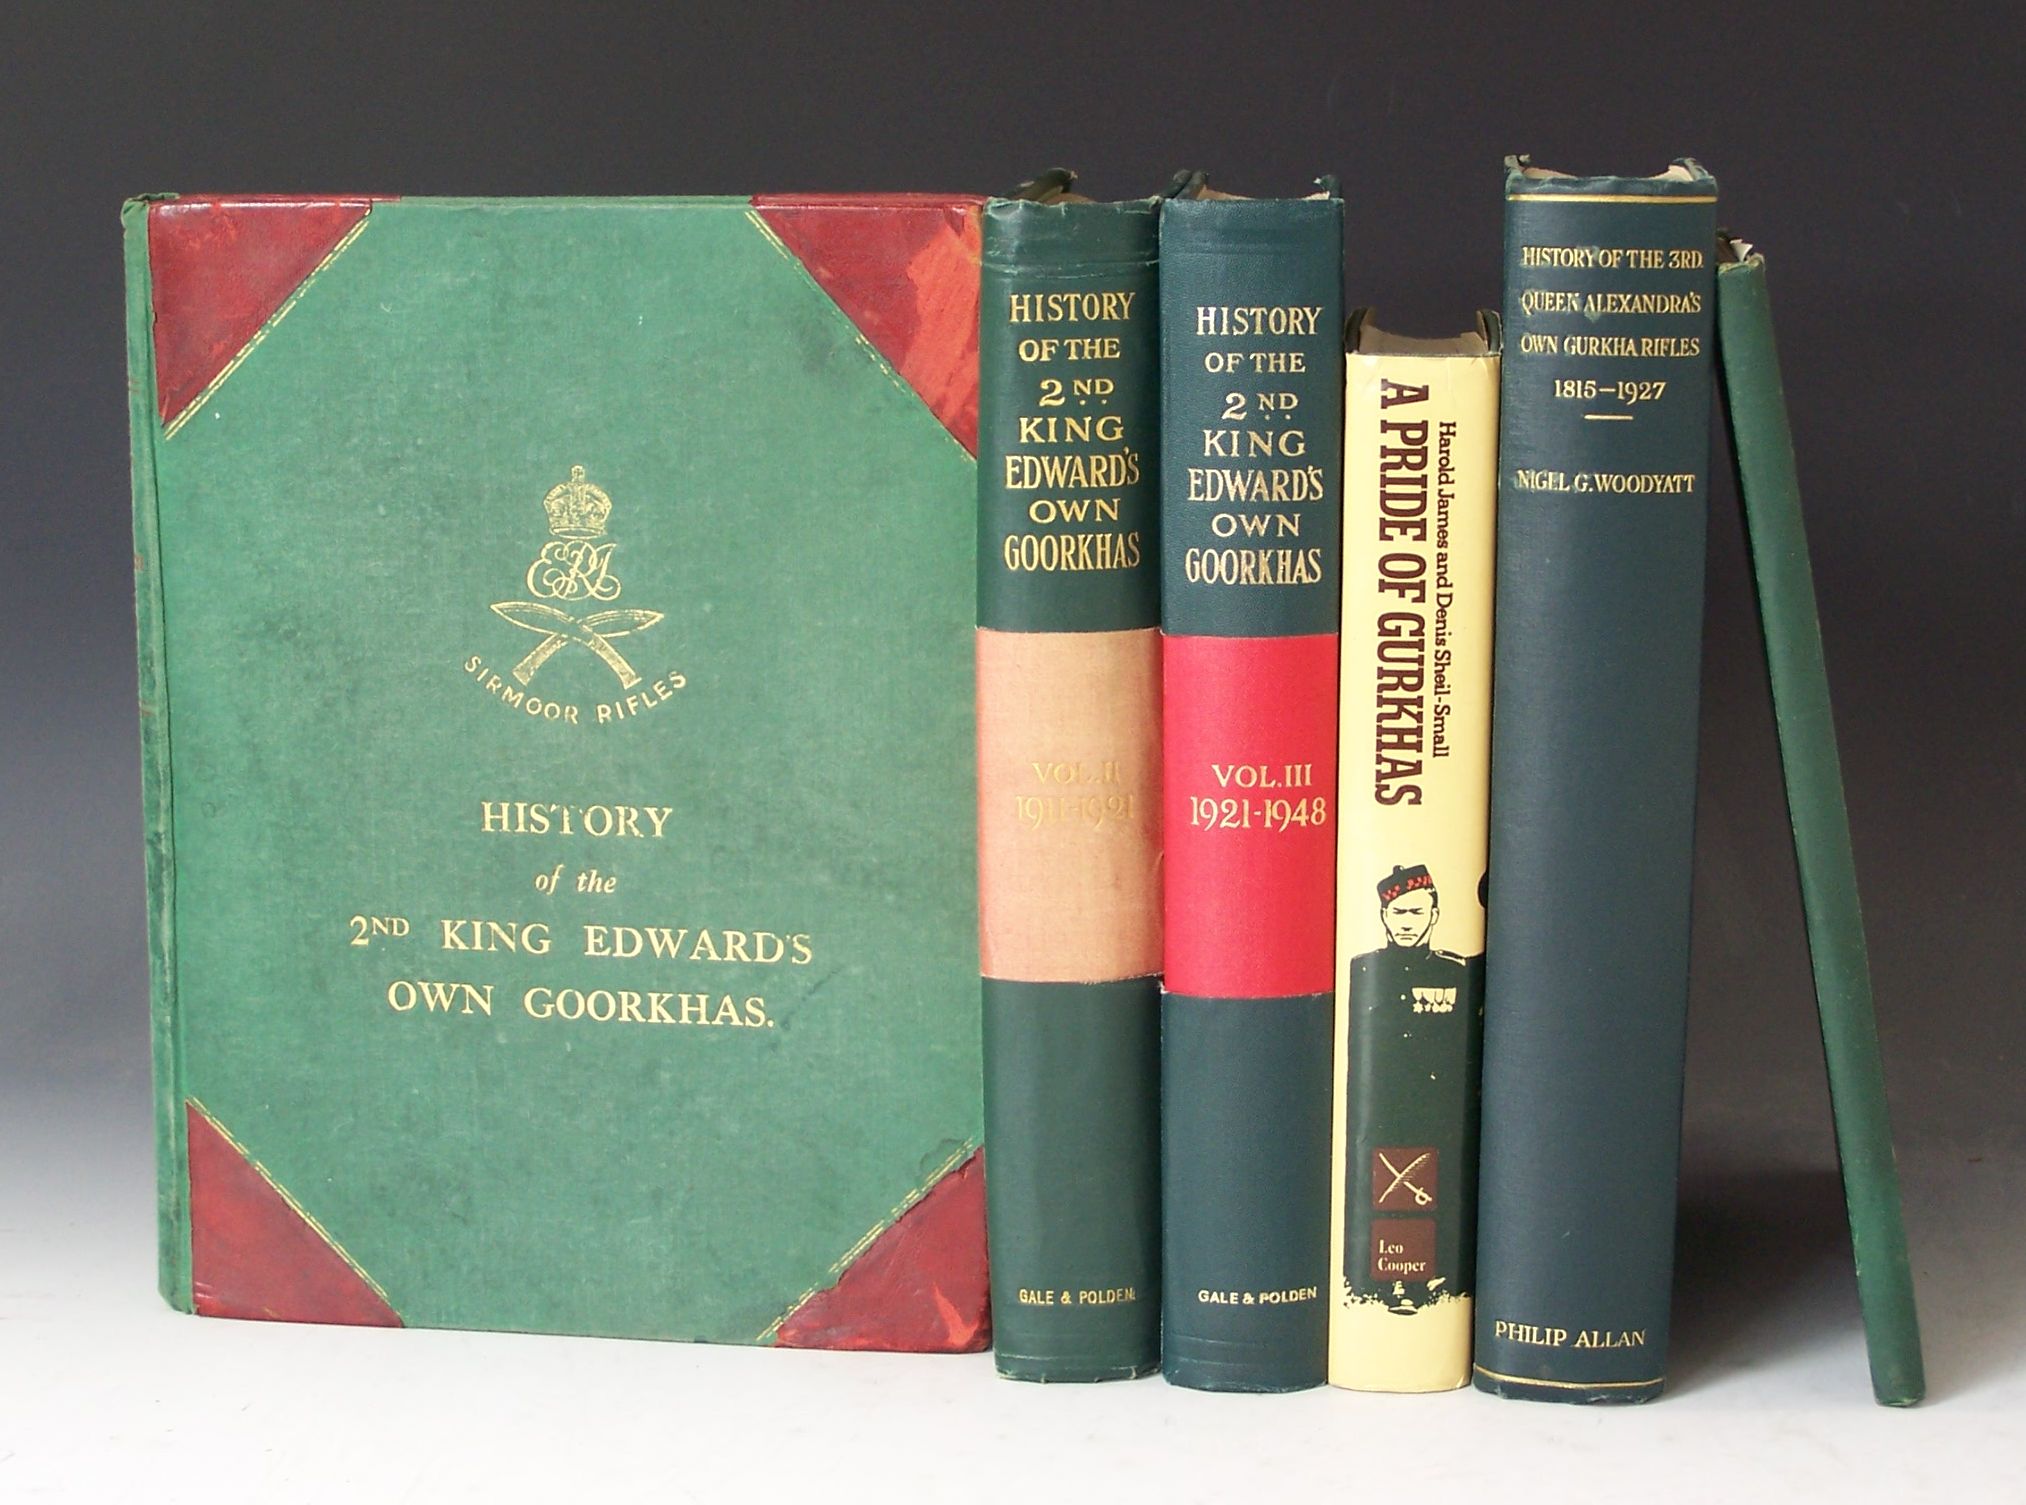 SIRMOOR RIFLES
HISTORY
of the
2ND KING EDWARD'S
OWN GOORKHAS.
HISTORY
OF THE
2ND
KING
EDWARD'S
OWN
GOORKHAS
VOL. II
1911-1921
GALE & POLDEN
HISTORY
OF THE
2ND
KING
EDWARD'S
OWN
GOORKHAS
VOL. III
1921-1948
GALE & POLDEN
Harold James and Denis Sheil-Small
A PRIDE OF GURKHAS
Leo
Cooper
HISTORY OF THE 3RD.
QUEEN ALEXANDRA'S
OWN GURKHA RIFLES
1815-1927
NIGEL G. WOODYATT
PHILIP ALLAN